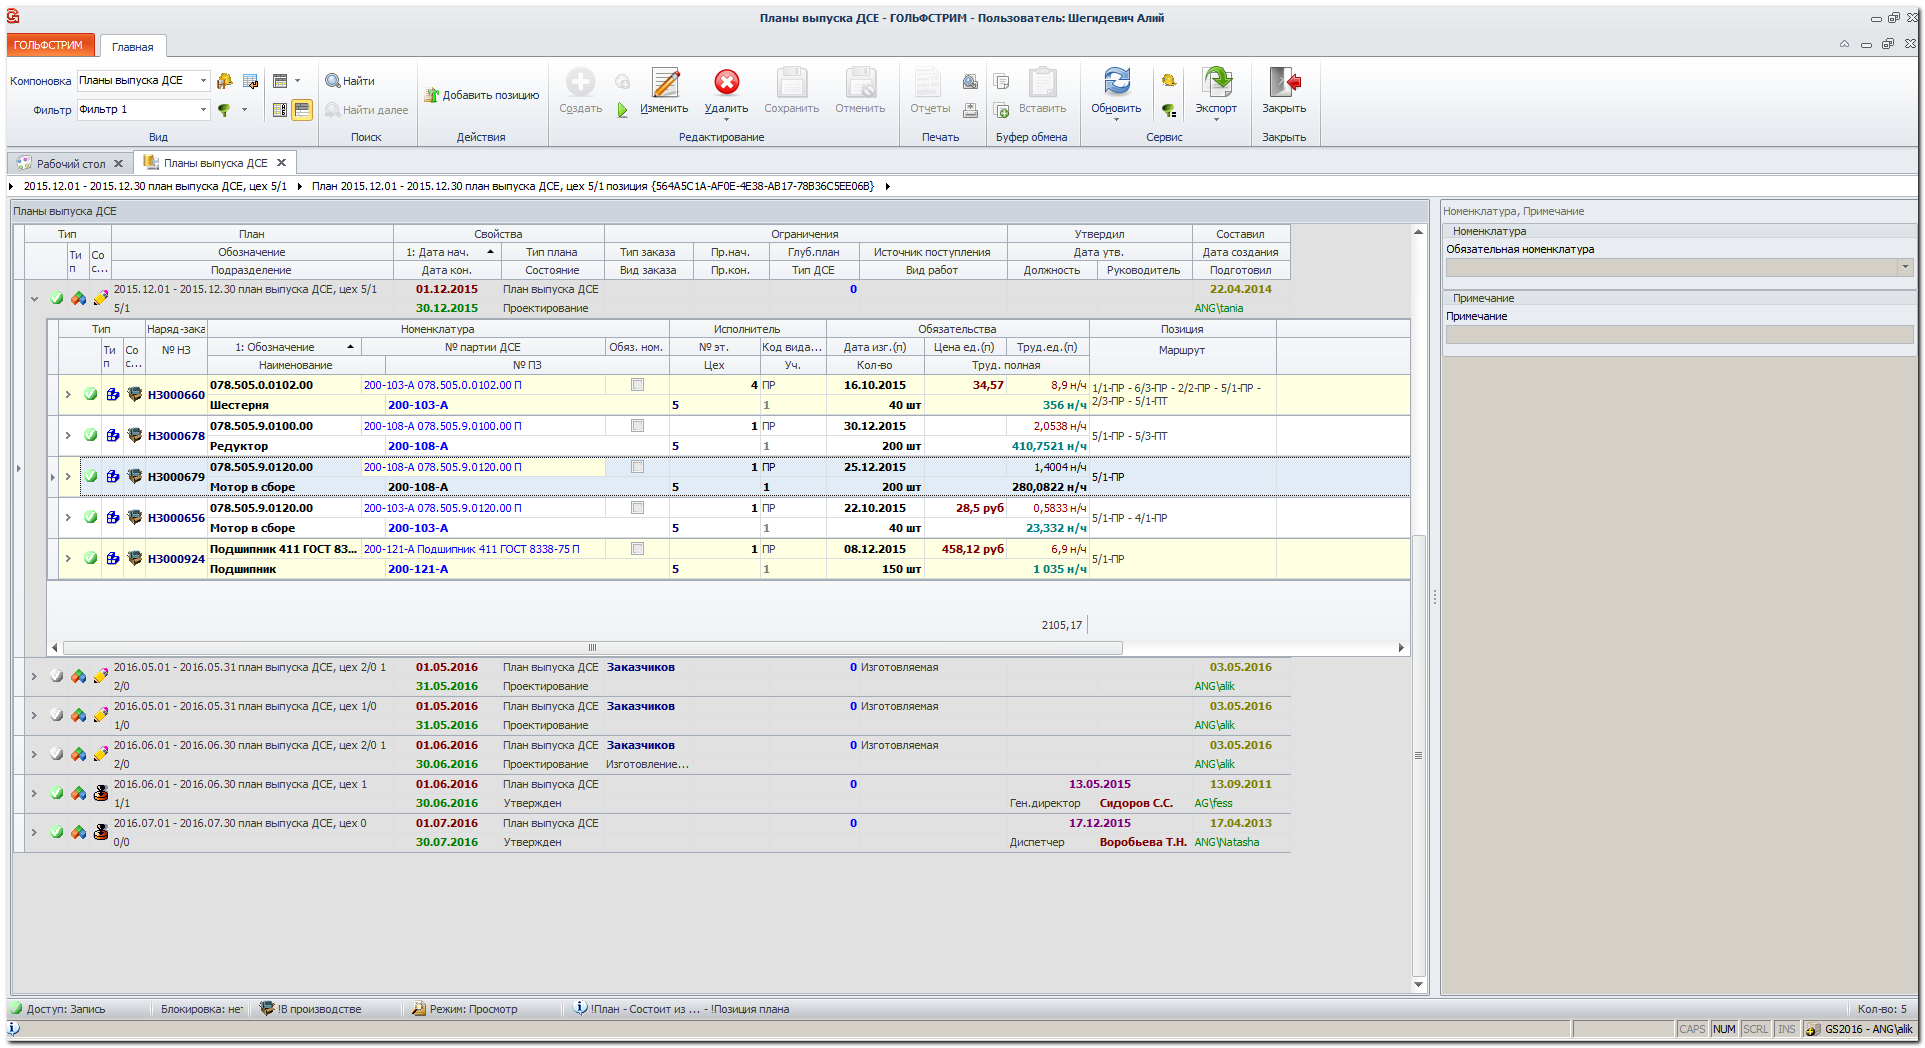 Планы выпуска ДСЕ - ГОЛЬФСТРИМ - Пользователь: Шегидевич Алий
ГОЛЬФСТРИМ
Главная
Компоновка Планы выпуска ДСЕ
Фильтр Фильтр 1
Вид
Найти
Найти далее
Поиск
Добавить позицию
Действия
Создать Изменить Удалить Сохранить Отменить
Редактирование
Отчеты
Печать
Вставить
Буфер обмена
Обновить Экспорт
Сервис
Закрыть
Закрыть
Рабочий стол
Планы выпуска ДСЕ
2015.12.01 - 2015.12.30 план выпуска ДСЕ, цех 5/1
План 2015.12.01 - 2015.12.30 план выпуска ДСЕ, цех 5/1 позиция {564A5C1A-AF0E-4E38-AB17-78B36C5EE06B}
Планы выпуска ДСЕ
Тип План Свойства Ограничения Утвердил Составил
Ти п Со с... Обозначение 1: Дата нач. Тип плана Тип заказа Пр.нач. Глуб.план Источник поступления Дата утв. Дата создания
Подразделение Дата кон. Состояние Вид заказа Пр.кон. Тип ДСЕ Вид работ Должность Руководитель Подготовил
2015.12.01 - 2015.12.30 план выпуска ДСЕ, цех 5/1 01.12.2015 План выпуска ДСЕ 0 22.04.2014
5/1 30.12.2015 Проектирование ANG\tania
Тип Наряд-зака Номенклатура Исполнитель Обязательства Позиция
Ти п Со с... № НЗ 1: Обозначение № партии ДСЕ Обяз. ном. № эт. Код вида... Дата изг.(п) Цена ед.(п) Труд.ед.(п) Маршрут
Наименование № ПЗ Цех Уч. Кол-во Труд. полная
НЗ000660 078.505.0.0102.00 200-103-А 078.505.0.0102.00 П 4 ПР 16.10.2015 34,57 8,9 н/ч 1/1-ПР - 6/3-ПР - 2/2-ПР - 5/1-ПР -
2/3-ПР - 5/1-ПТ
Шестерня 200-103-А 5 1 40 шт 356 н/ч
НЗ000678 078.505.9.0100.00 200-108-А 078.505.9.0100.00 П 1 ПР 30.12.2015 2,0538 н/ч 5/1-ПР - 5/3-ПТ
Редуктор 200-108-А 5 1 200 шт 410,7521 н/ч
НЗ000679 078.505.9.0120.00 200-108-А 078.505.9.0120.00 П 1 ПР 25.12.2015 1,4004 н/ч 5/1-ПР
Мотор в сборе 200-108-А 5 1 200 шт 280,0822 н/ч
НЗ000656 078.505.9.0120.00 200-103-А 078.505.9.0120.00 П 1 ПР 22.10.2015 28,5 руб 0,5833 н/ч 5/1-ПР - 4/1-ПР
Мотор в сборе 200-103-А 5 1 40 шт 23,332 н/ч
НЗ000924 Подшипник 411 ГОСТ 83... 200-121-А Подшипник 411 ГОСТ 8338-75 П 1 ПР 08.12.2015 458,12 руб 6,9 н/ч 5/1-ПР
Подшипник 200-121-А 5 1 150 шт 1 035 н/ч
2105,17
2016.05.01 - 2016.05.31 план выпуска ДСЕ, цех 2/0 1 01.05.2016 План выпуска ДСЕ Заказчиков 0 Изготовляемая 03.05.2016
2/0 31.05.2016 Проектирование ANG\alik
2016.05.01 - 2016.05.31 план выпуска ДСЕ, цех 1/0 01.05.2016 План выпуска ДСЕ Заказчиков 0 Изготовляемая 03.05.2016
1/0 31.05.2016 Проектирование ANG\alik
2016.06.01 - 2016.06.30 план выпуска ДСЕ, цех 2/0 1 01.06.2016 План выпуска ДСЕ Заказчиков 0 Изготовляемая 03.05.2016
2/0 30.06.2016 Проектирование Изготовление... ANG\alik
2016.06.01 - 2016.06.30 план выпуска ДСЕ, цех 1 01.06.2016 План выпуска ДСЕ 0 13.05.2015 13.09.2011
1/1 30.06.2016 Утвержден Ген.директор Сидоров С.С. AG\fess
2016.07.01 - 2016.07.30 план выпуска ДСЕ, цех 0 01.07.2016 План выпуска ДСЕ 0 17.12.2015 17.04.2013
0/0 30.07.2016 Утвержден Диспетчер Воробьева Т.Н. ANG\Natasha
Номенклатура, Примечание
Номенклатура
Обязательная номенклатура
Примечание
Примечание
Доступ: Запись Блокировка: нет !В производстве Режим: Просмотр !План - Состоит из ... - !Позиция плана Кол-во: 5
CAPS NUM SCRL INS GS2016 - ANG\alik